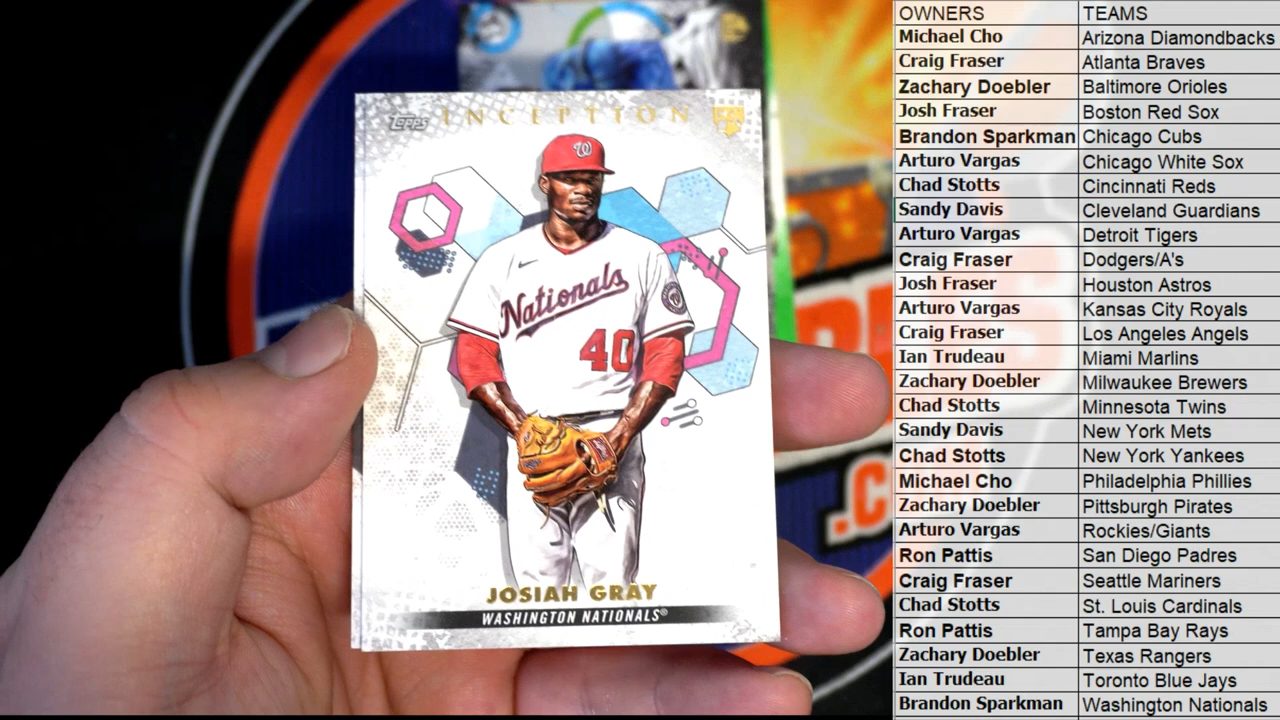 Topps INCEPTION RC
W
Nationals
40
JOSIAH GRAY
WASHINGTON NATIONALS®
.C
OWNERS TEAMS
Michael Cho Arizona Diamondbacks
Craig Fraser Atlanta Braves
Zachary Doebler Baltimore Orioles
Josh Fraser Boston Red Sox
Brandon Sparkman Chicago Cubs
Arturo Vargas Chicago White Sox
Chad Stotts Cincinnati Reds
Sandy Davis Cleveland Guardians
Arturo Vargas Detroit Tigers
Craig Fraser Dodgers/A's
Josh Fraser Houston Astros
Arturo Vargas Kansas City Royals
Craig Fraser Los Angeles Angels
Ian Trudeau Miami Marlins
Zachary Doebler Milwaukee Brewers
Chad Stotts Minnesota Twins
Sandy Davis New York Mets
Chad Stotts New York Yankees
Michael Cho Philadelphia Phillies
Zachary Doebler Pittsburgh Pirates
Arturo Vargas Rockies/Giants
Ron Pattis San Diego Padres
Craig Fraser Seattle Mariners
Chad Stotts St. Louis Cardinals
Ron Pattis Tampa Bay Rays
Zachary Doebler Texas Rangers
Ian Trudeau Toronto Blue Jays
Brandon Sparkman Washington Nationals